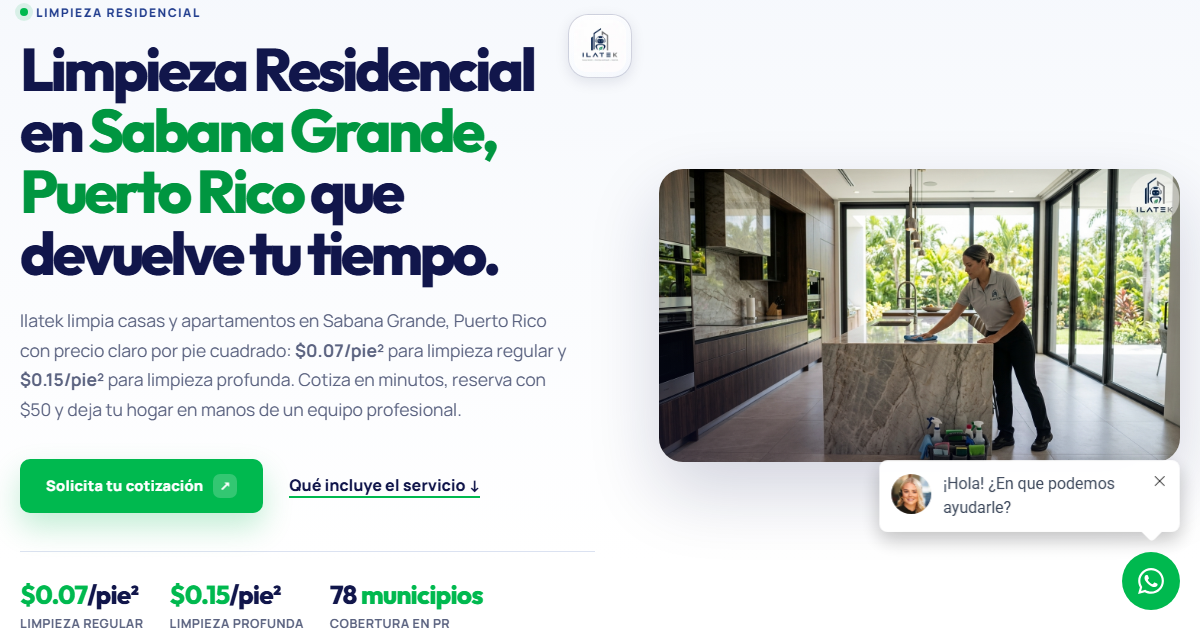 LIMPIEZA RESIDENCIAL
ILATEK
Limpieza Residencial
en Sabana Grande,
Puerto Rico que
devuelve tu tiempo.
Ilatek limpia casas y apartamentos en Sabana Grande, Puerto Rico
con precio claro por pie cuadrado: $0.07/pie² para limpieza regular y
$0.15/pie² para limpieza profunda. Cotiza en minutos, reserva con
$50 y deja tu hogar en manos de un equipo profesional.
Solicita tu cotización ↗
Qué incluye el servicio ↓
ILATEK
¡Hola! ¿En que podemos
ayudarle?
$0.07/pie² $0.15/pie² 78 municipios
LIMPIEZA REGULAR LIMPIEZA PROFUNDA COBERTURA EN PR